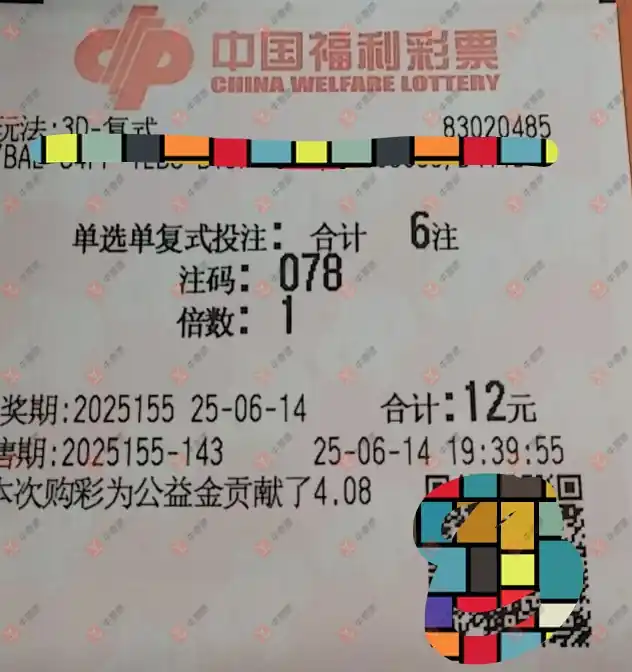 中国福利彩票
CHINA WELFARE LOTTERY
玩法:3D-复式 83020485
单选单复式投注: 合计 6注
注码: 078
倍数: 1
奖期:2025155 25-06-14 合计:12元
售期:2025155-143 25-06-14 19:39:55
本次购彩为公益金贡献了4.08